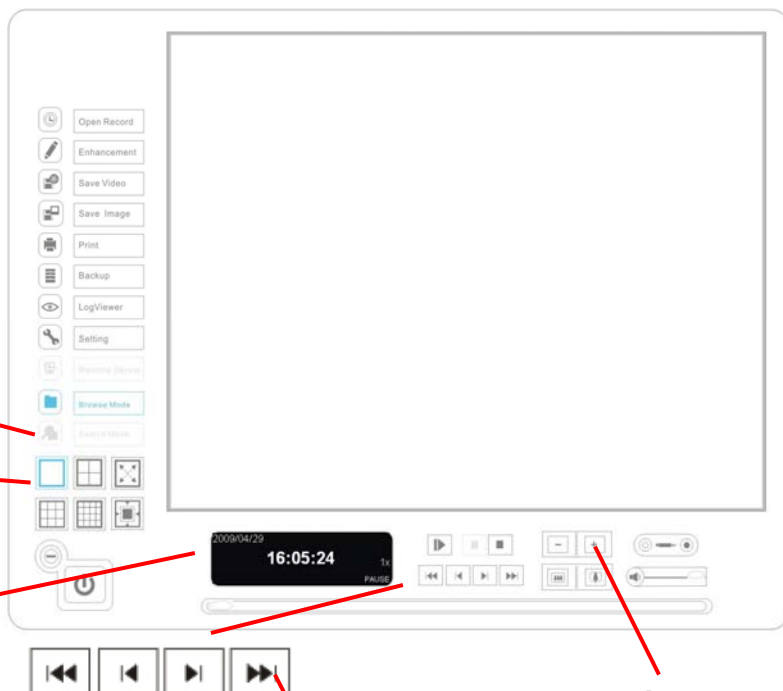 Open Record
Enhancement
Save Video
Save Image
Print
Backup
LogViewer
Setting
Browse Mode
Search Mode
2009/04/29
16:05:24
1x
PAUSE